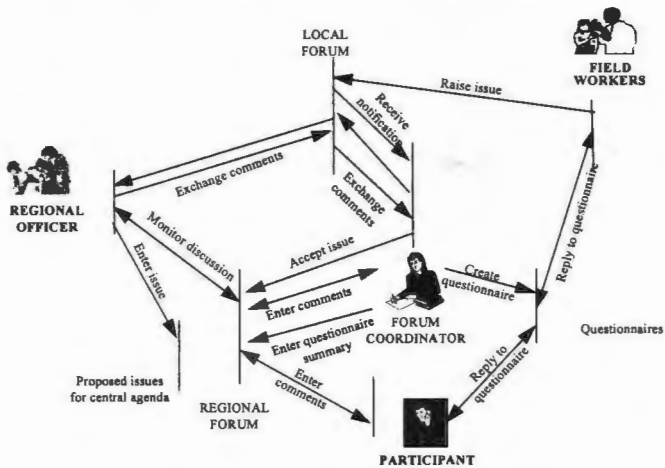 LOCAL
FORUM
FIELD
WORKERS
Raise issue
Receive
notification
Exchange comments
REGIONAL
OFFICER
Exchange
comments
Monitor discussion
Accept issue
Reply to questionnaire
Enter issue
Create
questionnaire
Enter comments
FORUM
COORDINATOR
Questionnaires
Enter questionnaire
summary
Reply to
questionnaire
Proposed issues
for central agenda
Enter
comments
REGIONAL
FORUM
PARTICIPANT